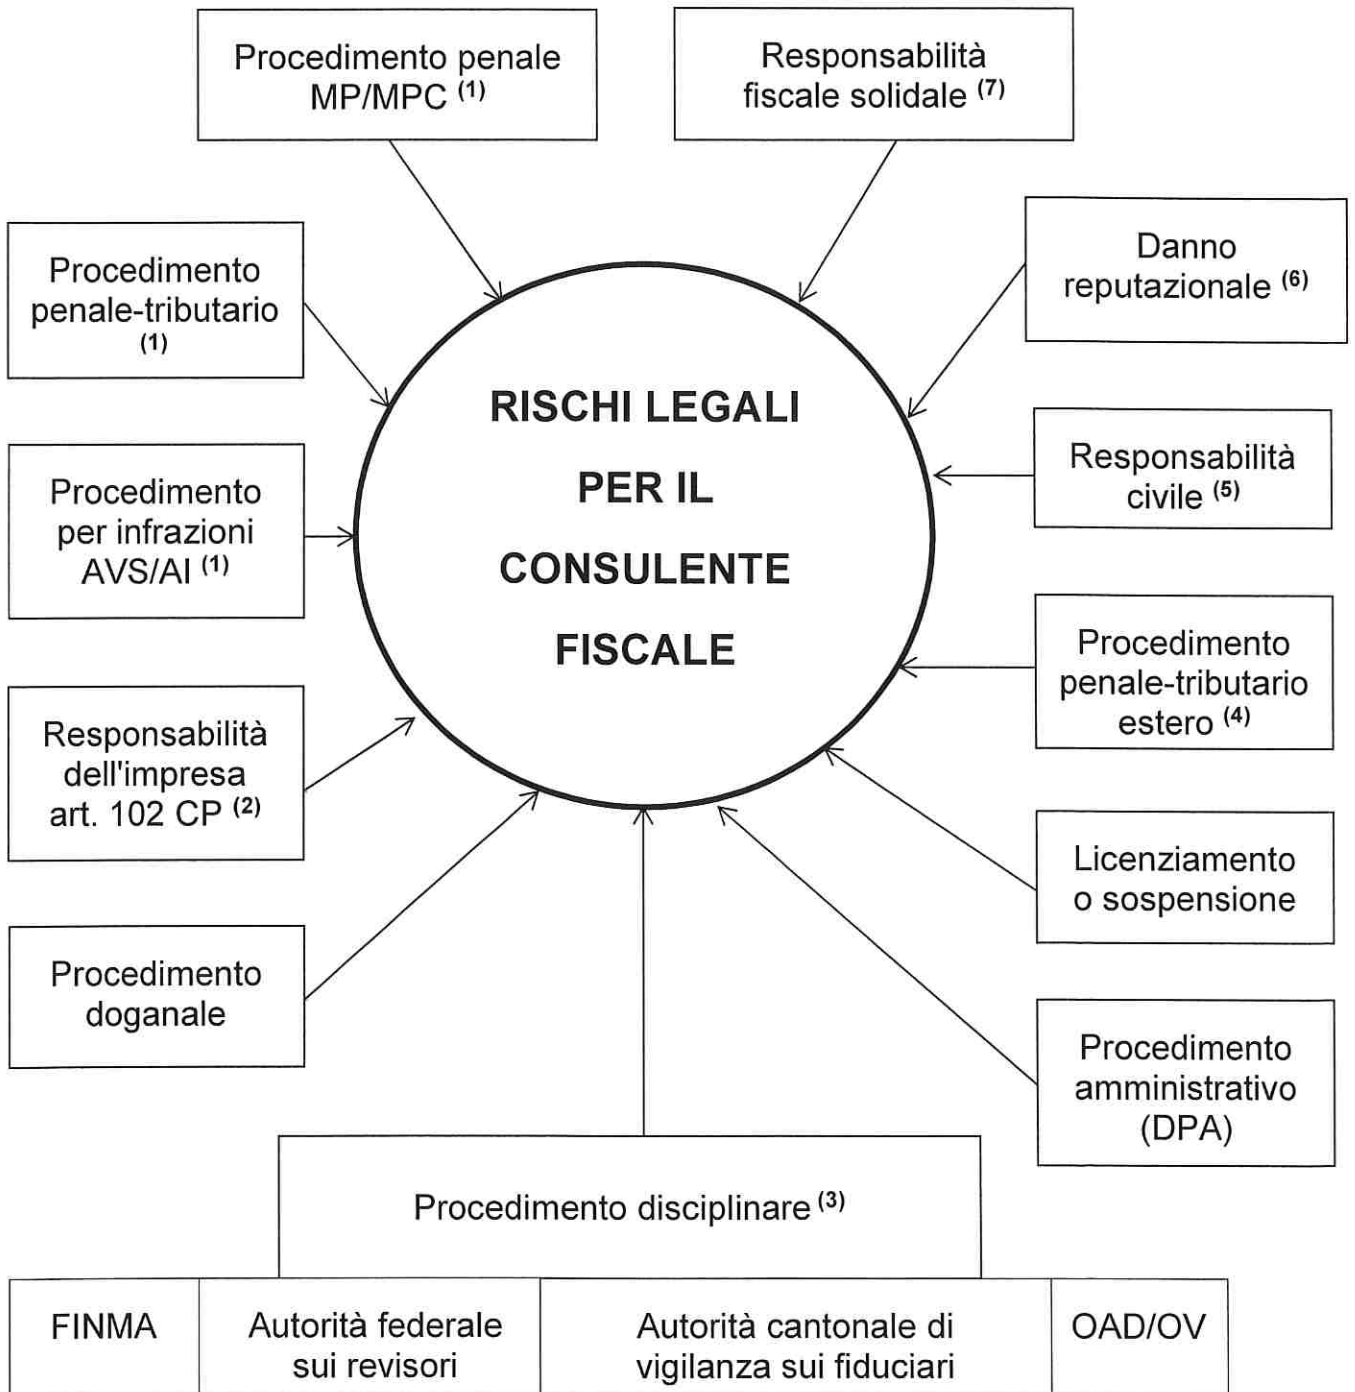 Procedimento penale
MP/MPC (1)
Responsabilità
fiscale solidale (7)
Procedimento
penale-tributario
(1)
Danno
reputazionale (6)
RISCHI LEGALI
PER IL
CONSULENTE
FISCALE
Procedimento
per infrazioni
AVS/AI (1)
Responsabilità
civile (5)
Procedimento
penale-tributario
estero (4)
Responsabilità
dell'impresa
art. 102 CP (2)
Licenziamento
o sospensione
Procedimento
doganale
Procedimento
amministrativo
(DPA)
Procedimento disciplinare (3)
FINMA
Autorità federale
sui revisori
Autorità cantonale di
vigilanza sui fiduciari
OAD/OV